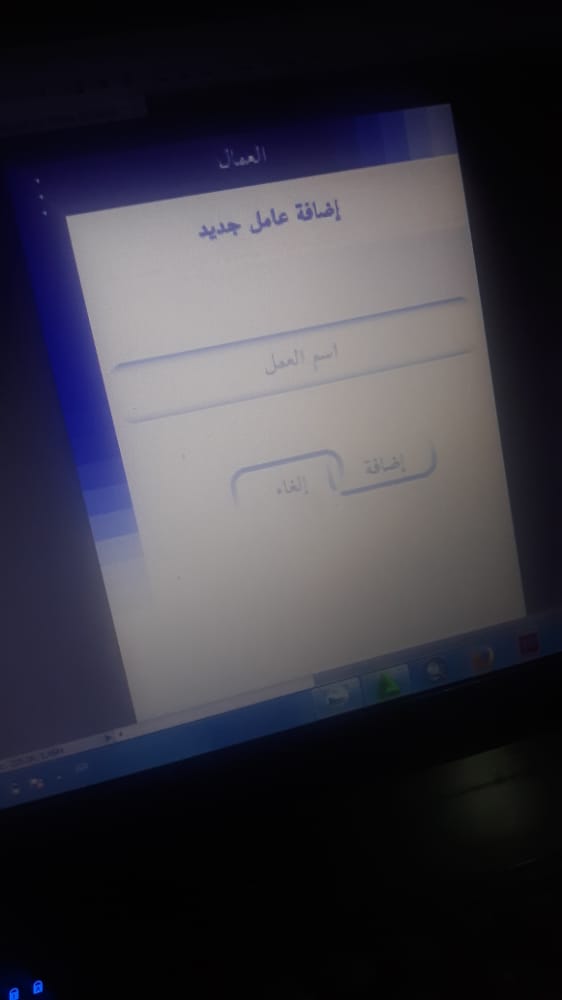 العمال
إضافة عامل جديد
اسم العمل
إضافة
إلغاء